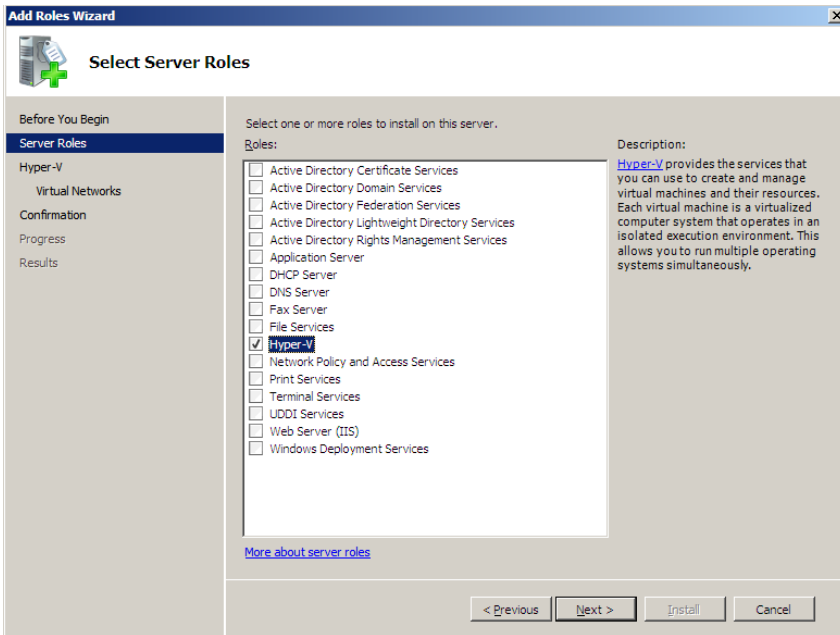 Add Roles Wizard
Select Server Roles
Before You Begin
Server Roles
Hyper-V
Virtual Networks
Confirmation
Progress
Results
Select one or more roles to install on this server.
Roles:
Active Directory Certificate Services
Active Directory Domain Services
Active Directory Federation Services
Active Directory Lightweight Directory Services
Active Directory Rights Management Services
Application Server
DHCP Server
DNS Server
Fax Server
File Services
Hyper-V
Network Policy and Access Services
Print Services
Terminal Services
UDDI Services
Web Server (IIS)
Windows Deployment Services
More about server roles
Description:
Hyper-V provides the services that
you can use to create and manage
virtual machines and their resources.
Each virtual machine is a virtualized
computer system that operates in an
isolated execution environment. This
allows you to run multiple operating
systems simultaneously.
< Previous
Next >
Install
Cancel